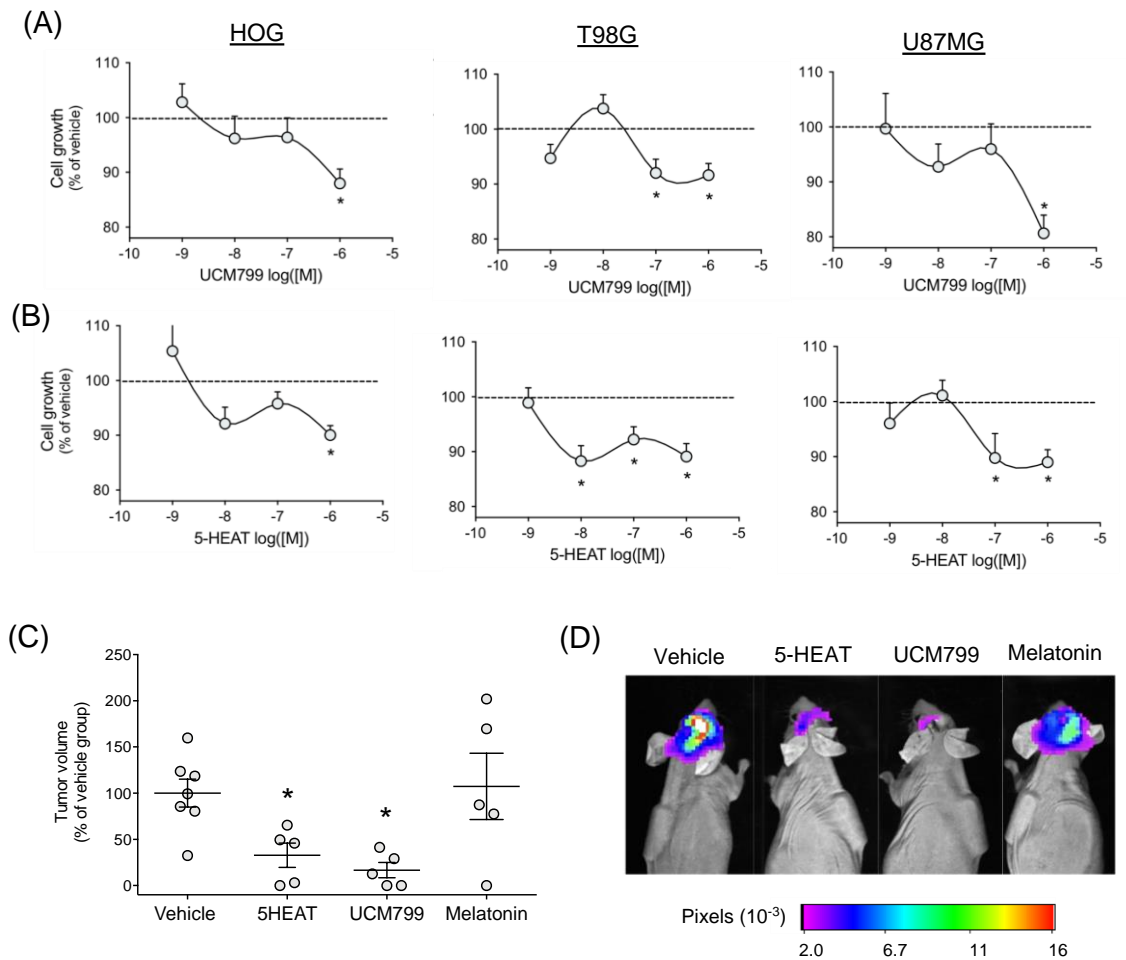 (A)
HOG
T98G
U87MG
110
100
90
80
Cell growth
(% of vehicle)
-10 -9 -8 -7 -6 -5
UCM799 log([M])
*
110
100
90
80
-10 -9 -8 -7 -6 -5
UCM799 log([M])
* *
110
100
90
80
-10 -9 -8 -7 -6 -5
UCM799 log([M])
*
(B)
110
100
90
80
Cell growth
(% of vehicle)
-10 -9 -8 -7 -6 -5
5-HEAT log([M])
*
110
100
90
80
-10 -9 -8 -7 -6 -5
5-HEAT log([M])
* * *
110
100
90
80
-10 -9 -8 -7 -6 -5
5-HEAT log([M])
* *
(C)
250
200
150
100
50
0
Tumor volume
(% of vehicle group)
* *
Vehicle 5HEAT UCM799 Melatonin
(D)
Vehicle 5-HEAT UCM799 Melatonin
Pixels (10-3)
2.0 6.7 11 16